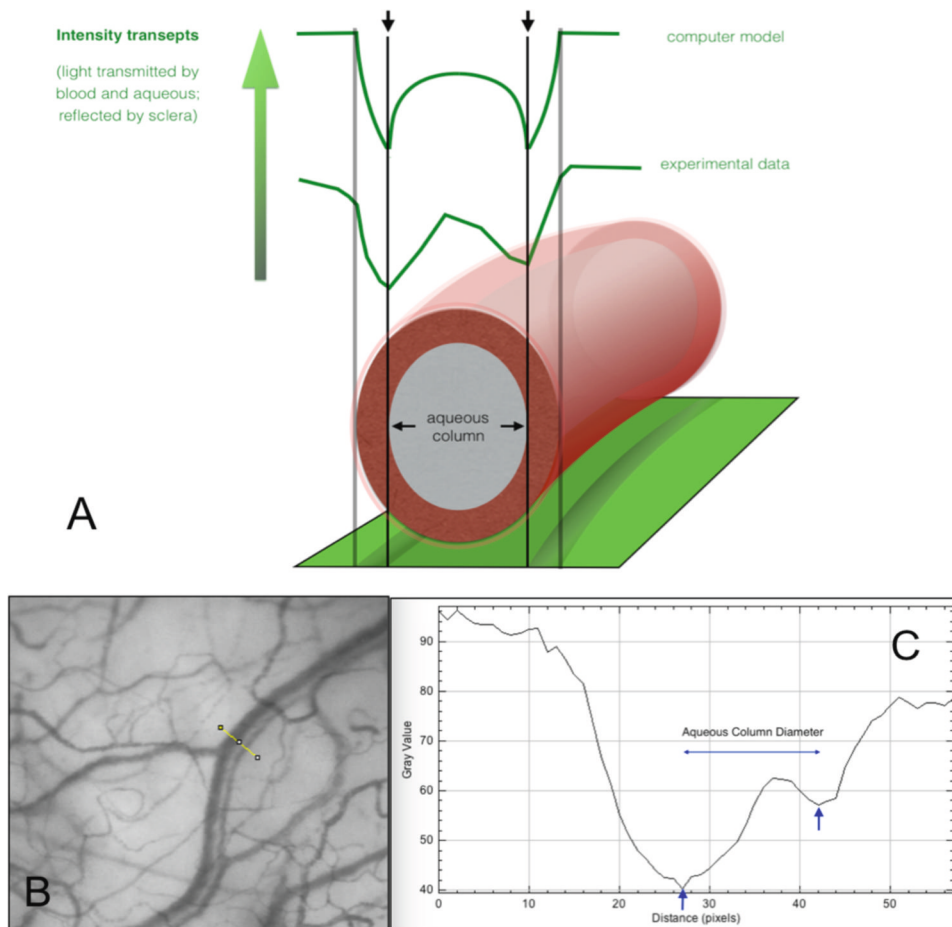 Intensity transepts
(light transmitted by
blood and aqueous;
reflected by sclera)
computer model
experimental data
aqueous
column
A
B
C
90
80
70
60
50
40
Gray Value
Aqueous Column Diameter
0
10
20
30
40
50
Distance (pixels)